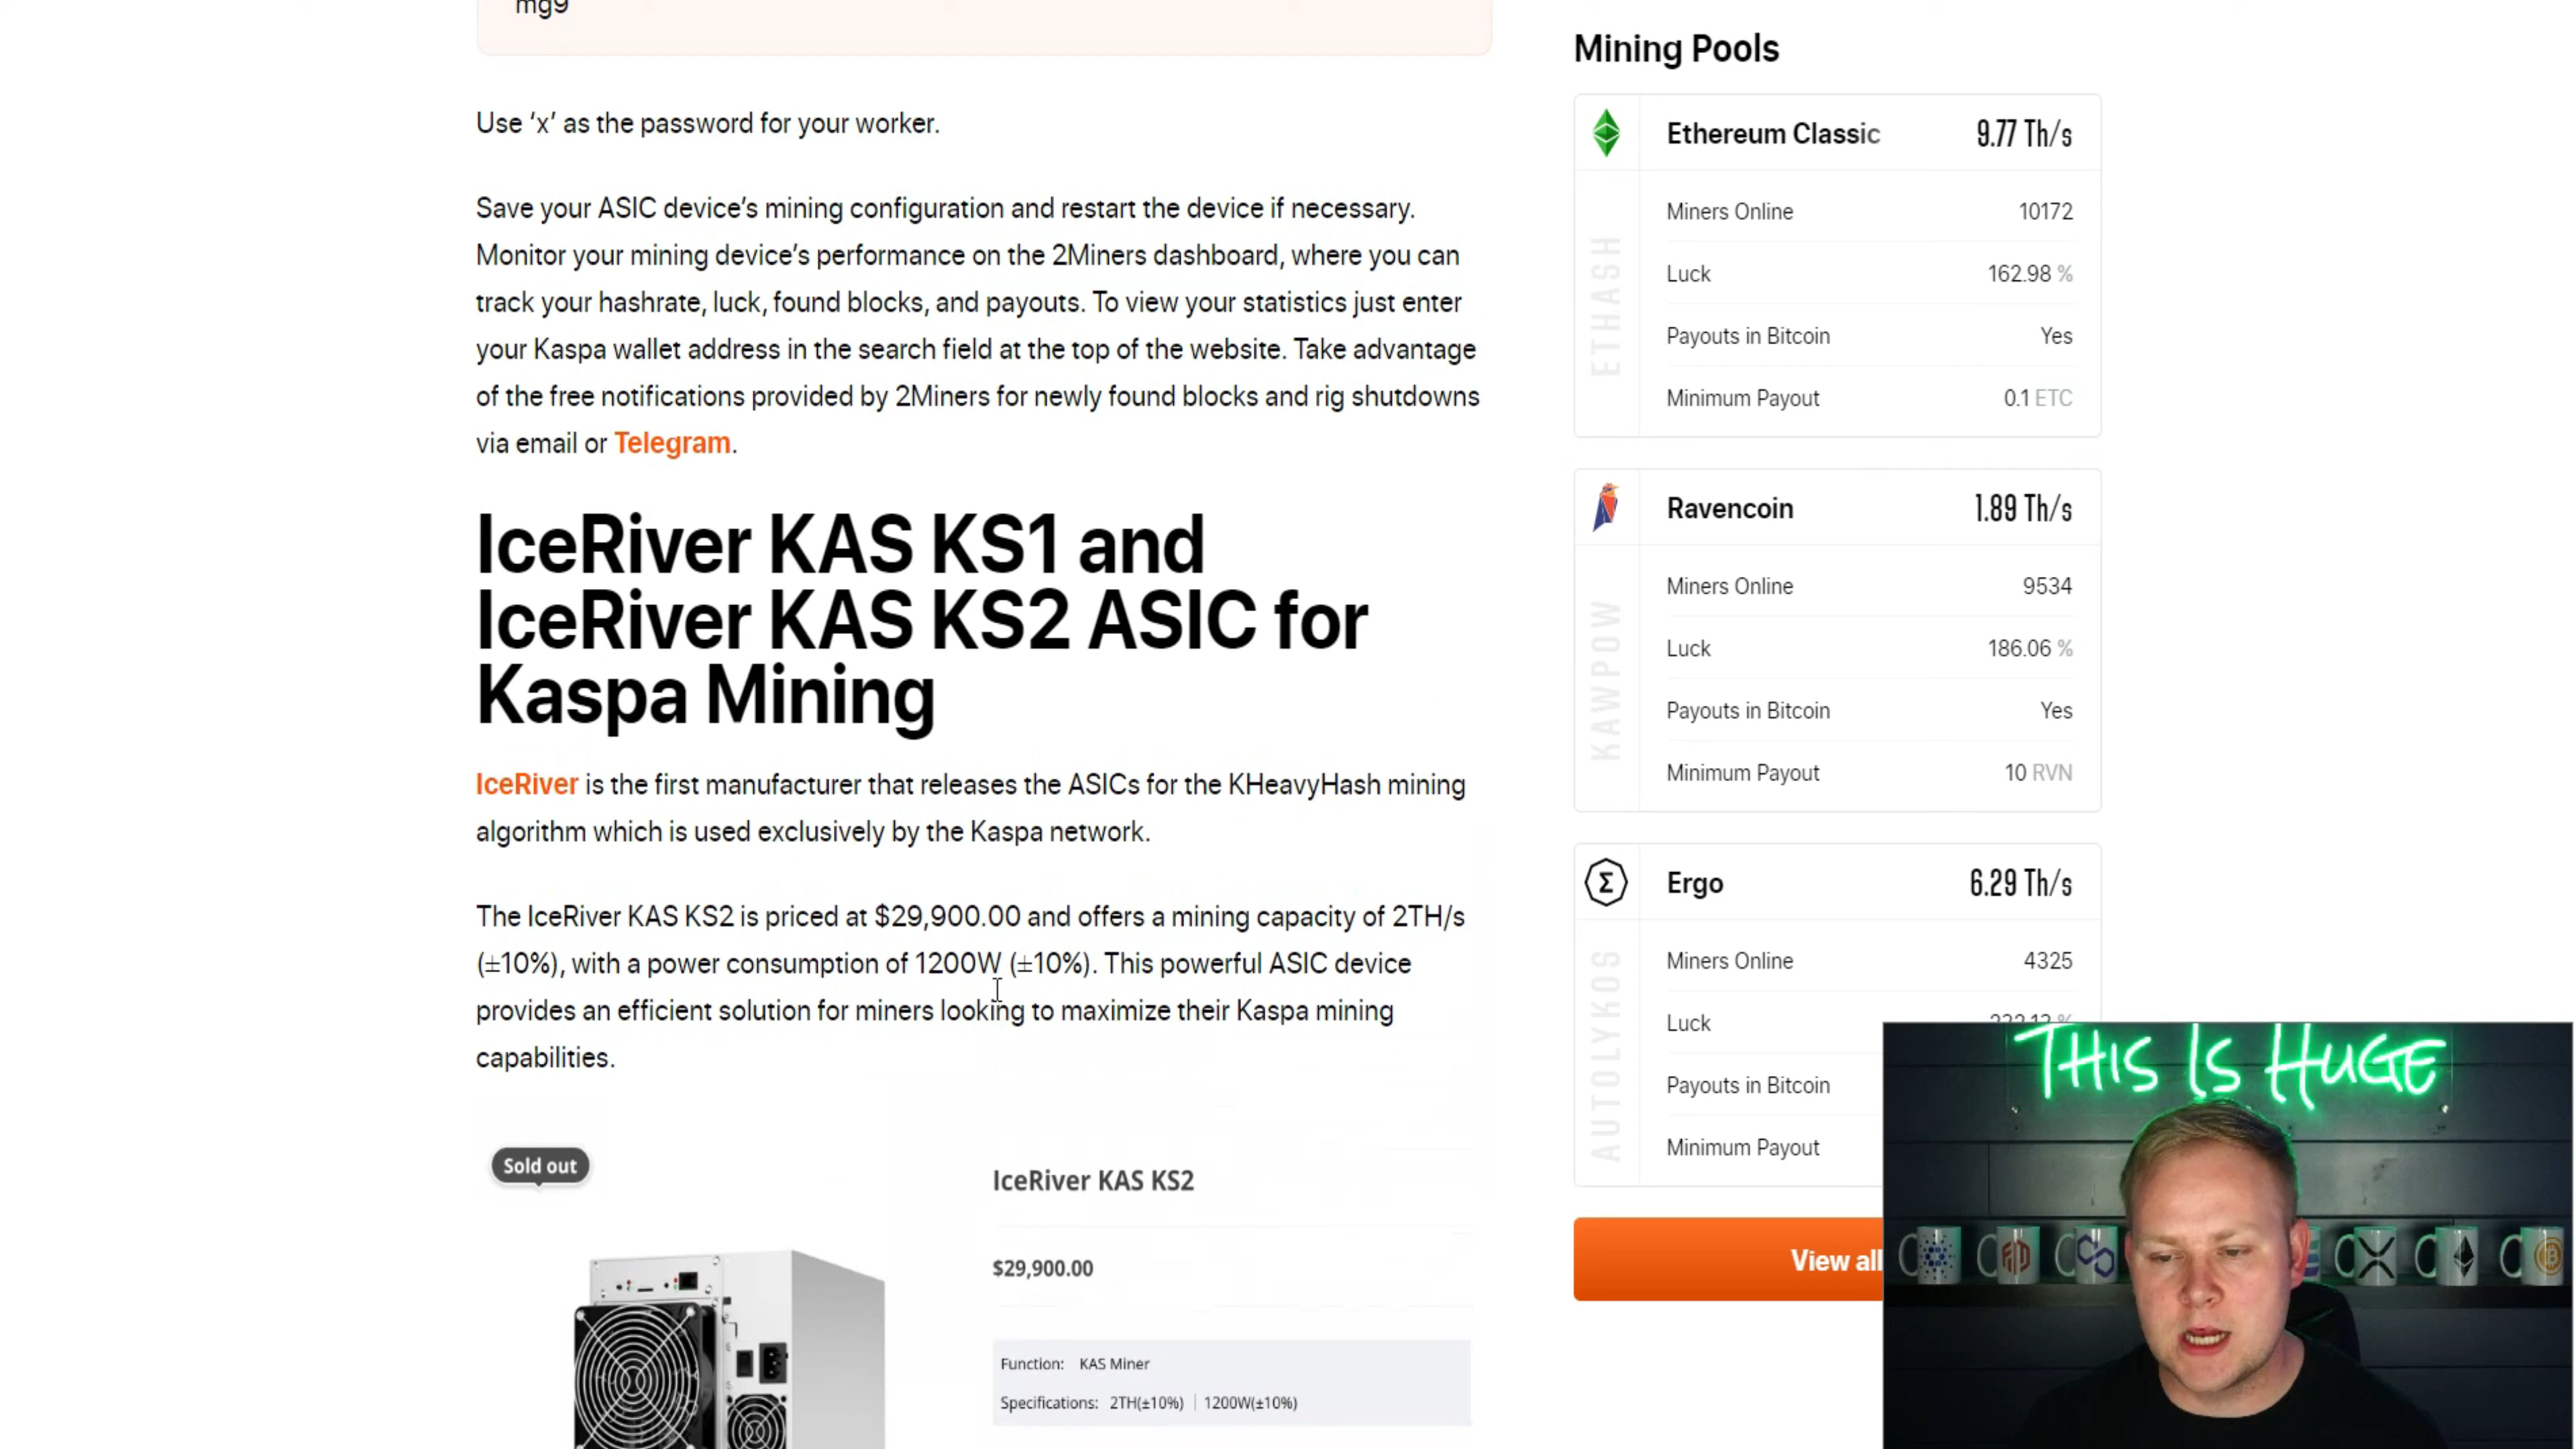 mg9
Use ‘x’ as the password for your worker.
Save your ASIC device’s mining configuration and restart the device if necessary.
Monitor your mining device’s performance on the 2Miners dashboard, where you can
track your hashrate, luck, found blocks, and payouts. To view your statistics just enter
your Kaspa wallet address in the search field at the top of the website. Take advantage
of the free notifications provided by 2Miners for newly found blocks and rig shutdowns
via email or Telegram.
IceRiver KAS KS1 and
IceRiver KAS KS2 ASIC for
Kaspa Mining
IceRiver is the first manufacturer that releases the ASICs for the KHeavyHash mining
algorithm which is used exclusively by the Kaspa network.
The IceRiver KAS KS2 is priced at $29,900.00 and offers a mining capacity of 2TH/s
(±10%), with a power consumption of 1200W (±10%). This powerful ASIC device
provides an efficient solution for miners looking to maximize their Kaspa mining
capabilities.
Sold out
IceRiver KAS KS2
$29,900.00
Function: KAS Miner
Specifications: 2TH(±10%) | 1200W(±10%)
Mining Pools
Ethereum Classic 9.77 Th/s
ETHASH
Miners Online 10172
Luck 162.98 %
Payouts in Bitcoin Yes
Minimum Payout 0.1 ETC
Ravencoin 1.89 Th/s
KAWPOW
Miners Online 9534
Luck 186.06 %
Payouts in Bitcoin Yes
Minimum Payout 10 RVN
Ergo 6.29 Th/s
AUTOLYKOS
Miners Online 4325
Luck
Payouts in Bitcoin
Minimum Payout
View all
THIS IS HUGE